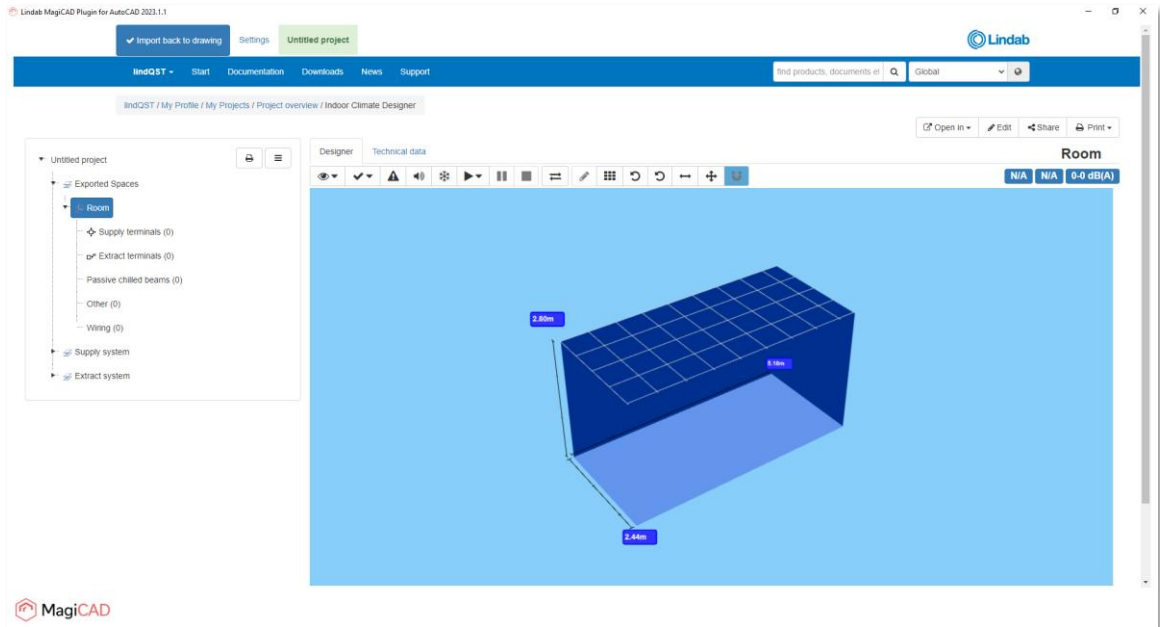 Lindab MagiCAD Plugin for AutoCAD 2023.1.1
Import back to drawing Settings Untitled project
Lindab
lindQST Start Documentation Downloads News Support find products, documents et Global
lindQST / My Profile / My Projects / Project overview / Indoor Climate Designer
Open in Edit Share Print
Untitled project
Exported Spaces
Room
Supply terminals (0)
Extract terminals (0)
Passive chilled beams (0)
Other (0)
Wiring (0)
Supply system
Extract system
Designer Technical data
Room
N/A N/A 0-0 dB(A)
2.80m
5.18m
2.44m
MagiCAD